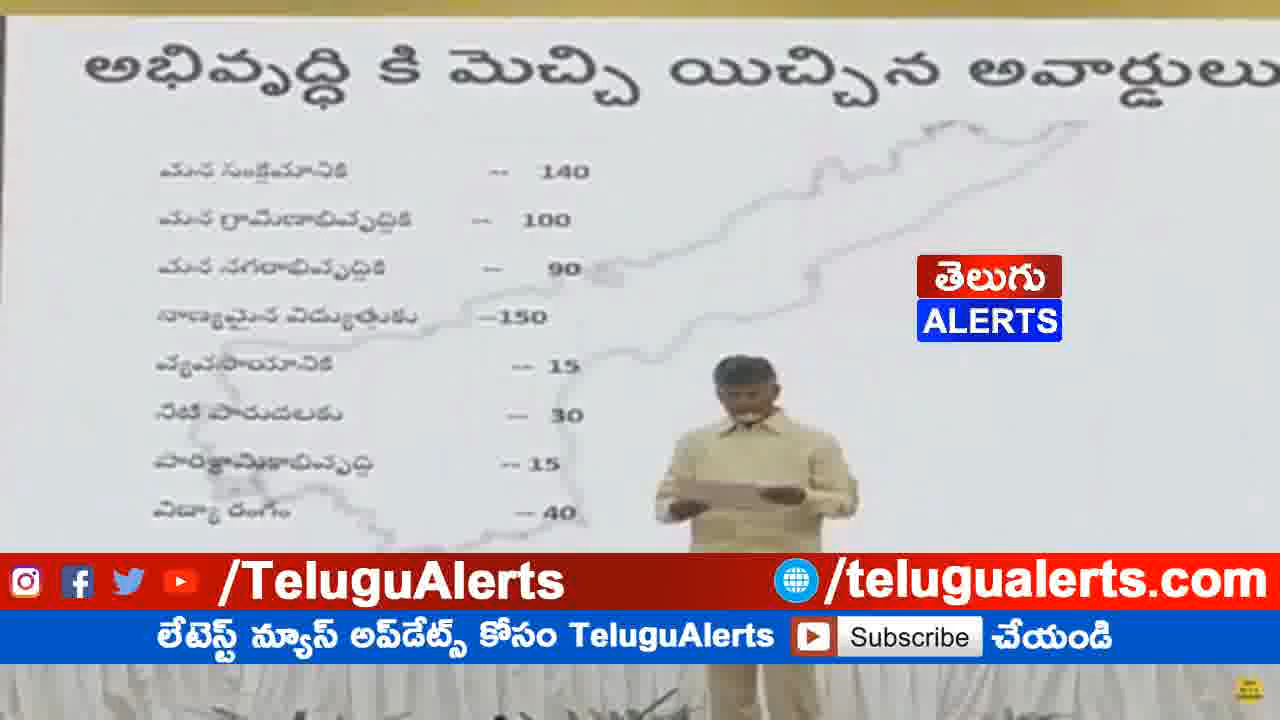 అభివృద్ధి కి మెచ్చి యిచ్చిన అవార్డులు
మన సంక్షేమానికి -- 140
మన గ్రామీణాభివృద్ధికి -- 100
మన నగరాభివృద్ధికి -- 90
నాణ్యమైన విద్యుత్తుకు --150
వ్యవసాయానికి -- 15
నీటి పారుదలకు -- 30
పారిశ్రామికాభివృద్ధి -- 15
విద్యా రంగం -- 40
తెలుగు
ALERTS
/TeluguAlerts
/telugualerts.com
లేటెస్ట్ న్యూస్ అప్‌డేట్స్ కోసం TeluguAlerts Subscribe చేయండి